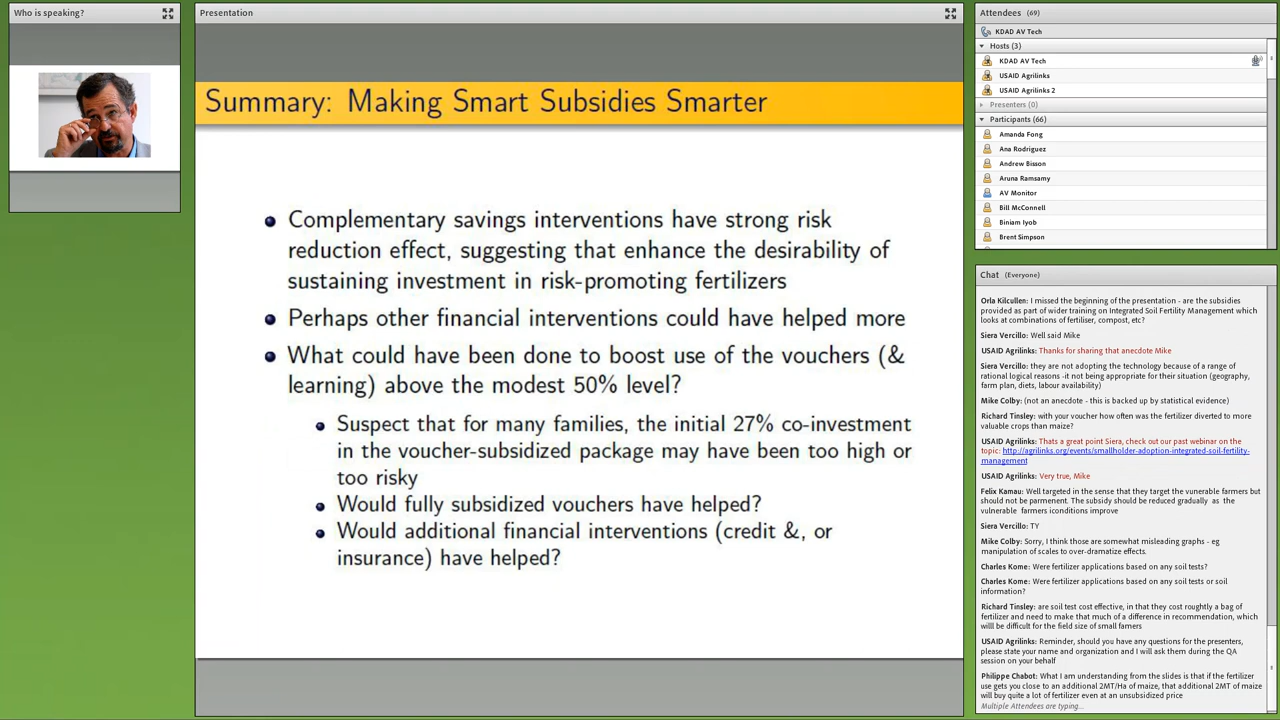 Who is speaking?
Presentation
Summary: Making Smart Subsidies Smarter
Complementary savings interventions have strong risk
reduction effect, suggesting that enhance the desirability of
sustaining investment in risk-promoting fertilizers
Perhaps other financial interventions could have helped more
What could have been done to boost use of the vouchers (&
learning) above the modest 50% level?
Suspect that for many families, the initial 27% co-investment
in the voucher-subsidized package may have been too high or
too risky
Would fully subsidized vouchers have helped?
Would additional financial interventions (credit &, or
insurance) have helped?
Attendees (69)
KDAD AV Tech
Hosts (3)
KDAD AV Tech
USAID Agrilinks
USAID Agrilinks 2
Presenters (0)
Participants (66)
Amanda Fong
Ana Rodriguez
Andrew Bisson
Aruna Ramsamy
AV Monitor
Bill McConnell
Biniam Iyob
Brent Simpson
Chat (Everyone)
Orla Kilcullen: I missed the beginning of the presentation - are the subsidies
provided as part of wider training on Integrated Soil Fertility Management which
looks at combinations of fertiliser, compost, etc?
Siera Vercillo: Well said Mike
USAID Agrilinks: Thanks for sharing that anecdote Mike
Siera Vercillo: they are not adopting the technology because of a range of
rational logical reasons -it not being appropriate for their situation (geography,
farm plan, diets, labour availability)
Mike Colby: (not an anecdote - this is backed up by statistical evidence)
Richard Tinsley: with your voucher how often was the fertilizer diverted to more
valuable crops than maize?
USAID Agrilinks: Thats a great point Siera, check out our past webinar on the
topic: http://agrilinks.org/events/smallholder-adoption-integrated-soil-fertility-
management
USAID Agrilinks: Very true, Mike
Felix Kamau: Well targeted in the sense that they target the vunerable farmers but
should not be parmement. The subsidy should be reduced gradually as the
vulnerable farmers iconditions improve
Siera Vercillo: TY
Mike Colby: Sorry, I think those are somewhat misleading graphs - eg
manipulation of scales to over-dramatize effects.
Charles Kome: Were fertilizer applications based on any soil tests?
Charles Kome: Were fertilizer applications based on any soil tests or soil
information?
Richard Tinsley: are soil test cost effective, in that they cost roughtly a bag of
fertilizer and need to make that much of a difference in recommendation, which
willl be difficult for the field size of small famers
USAID Agrilinks: Reminder, should you have any questions for the presenters,
please state your name and organization and I will ask them during the QA
session on your behalf
Philippe Chabot: What I am understanding from the slides is that if the fertilizer
use gets you close to an additional 2MT/Ha of maize, that additional 2MT of maize
will buy quite a lot of fertilizer even at an unsubsidized price
Multiple Attendees are typing...